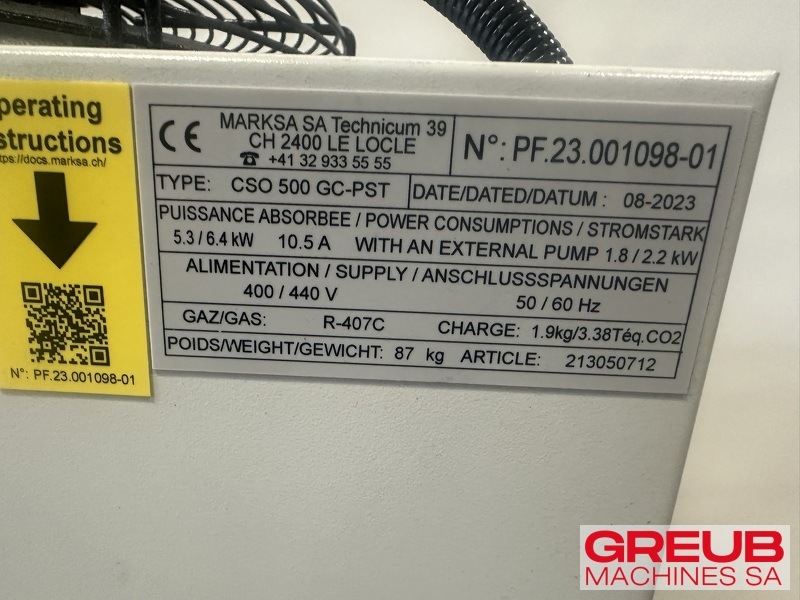 perating
structions
ttps://docs.marksa.ch/
N°: PF.23.001098-01
CE MARKSA SA Technicum 39
CH 2400 LE LOCLE
☎ +41 32 933 55 55
N°: PF.23.001098-01
TYPE: CSO 500 GC-PST
DATE/DATED/DATUM : 08-2023
PUISSANCE ABSORBEE / POWER CONSUMPTIONS / STROMSTARK
5.3 / 6.4 kW 10.5 A WITH AN EXTERNAL PUMP 1.8 / 2.2 kW
ALIMENTATION / SUPPLY / ANSCHLUSSSPANNUNGEN
400 / 440 V 50 / 60 Hz
GAZ/GAS: R-407C CHARGE: 1.9kg/3.38Téq.CO2
POIDS/WEIGHT/GEWICHT: 87 kg ARTICLE: 213050712
GREUB
MACHINES SA